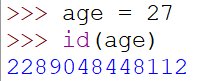 >>> age = 27
>>> id(age)
2289048448112